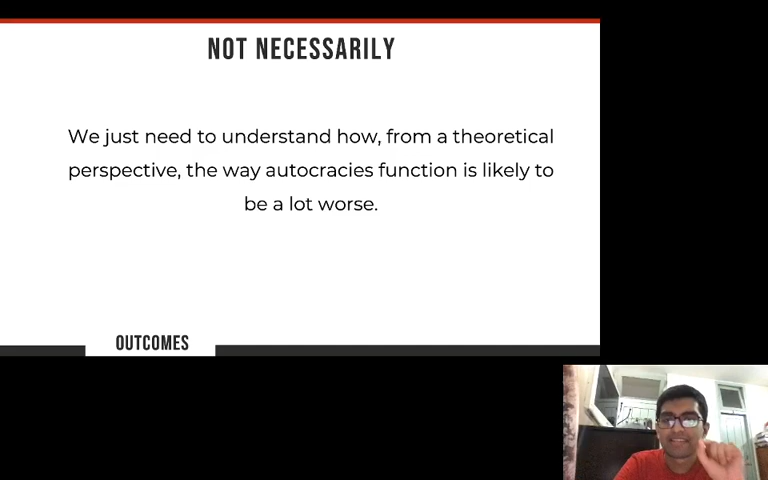 NOT NECESSARILY
We just need to understand how, from a theoretical
perspective, the way autocracies function is likely to
be a lot worse.
OUTCOMES